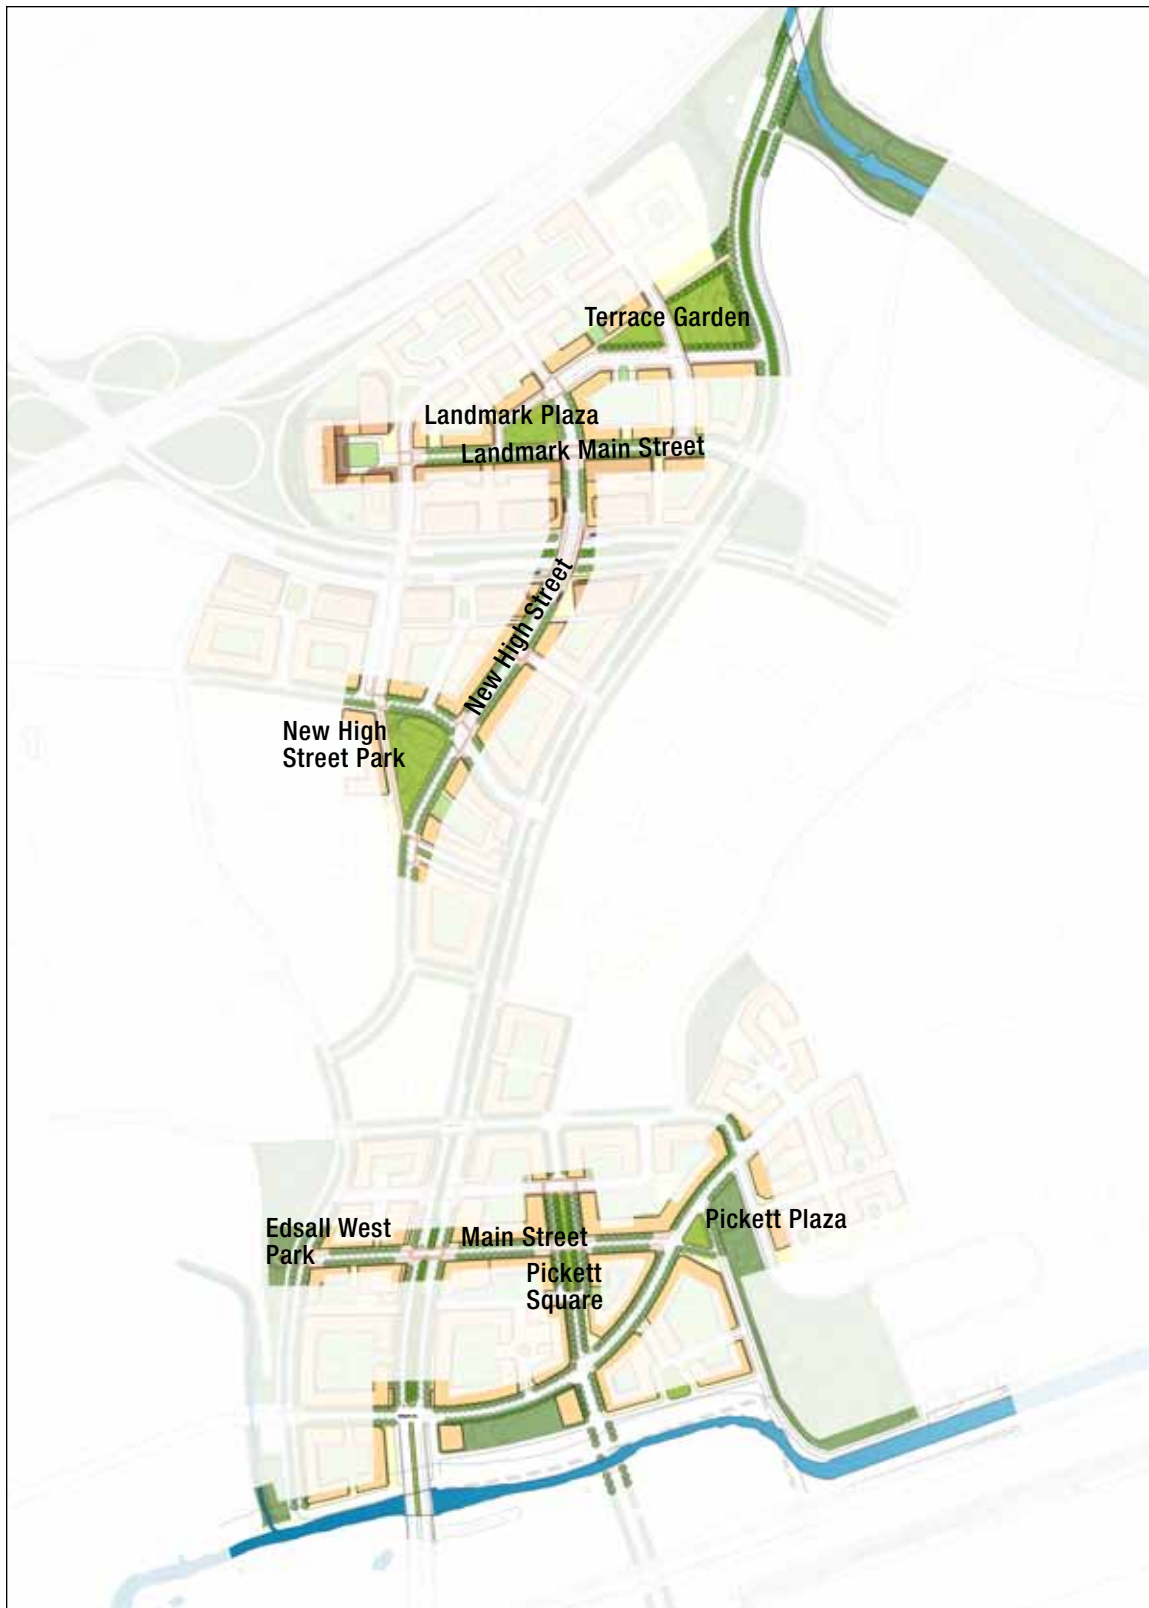 Terrace Garden
Landmark Plaza
Landmark Main Street
New High Street
New High
Street Park
Edsall West
Park
Main Street
Pickett Plaza
Pickett
Square